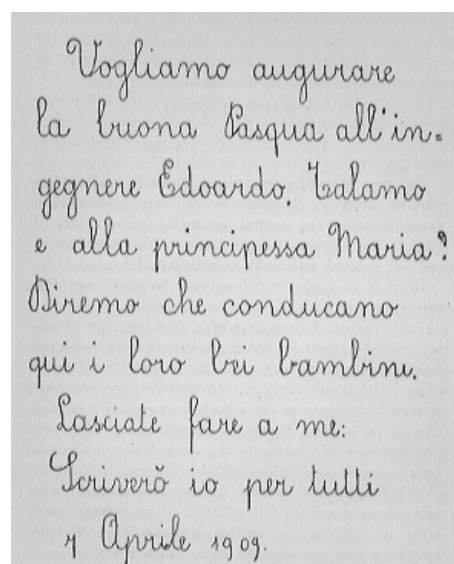 Vogliamo augurare
la buona Pasqua all'in=
gegnere Edoardo. Talamo
e alla principessa Maria?
Diremo che conducano
qui i loro bei bambini.
Lasciate fare a me:
Scriverò io per tutti
7 Aprile 1909.